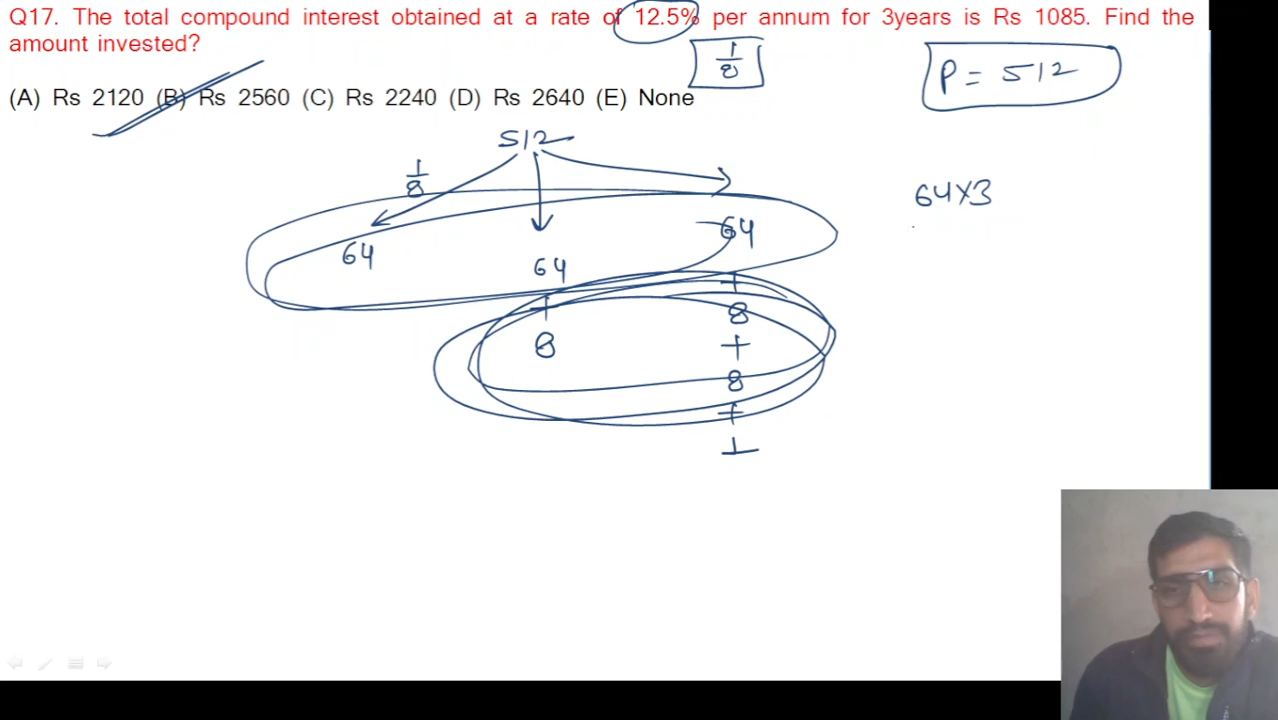 Q17. The total compound interest obtained at a rate of 12.5% per annum for 3years is Rs 1085. Find the
amount invested?
1/8
P = 512
(A) Rs 2120 (B) Rs 2560 (C) Rs 2240 (D) Rs 2640 (E) None
512
1/8
64×3
64 64 64
+ +
8 8
+
8
+
1